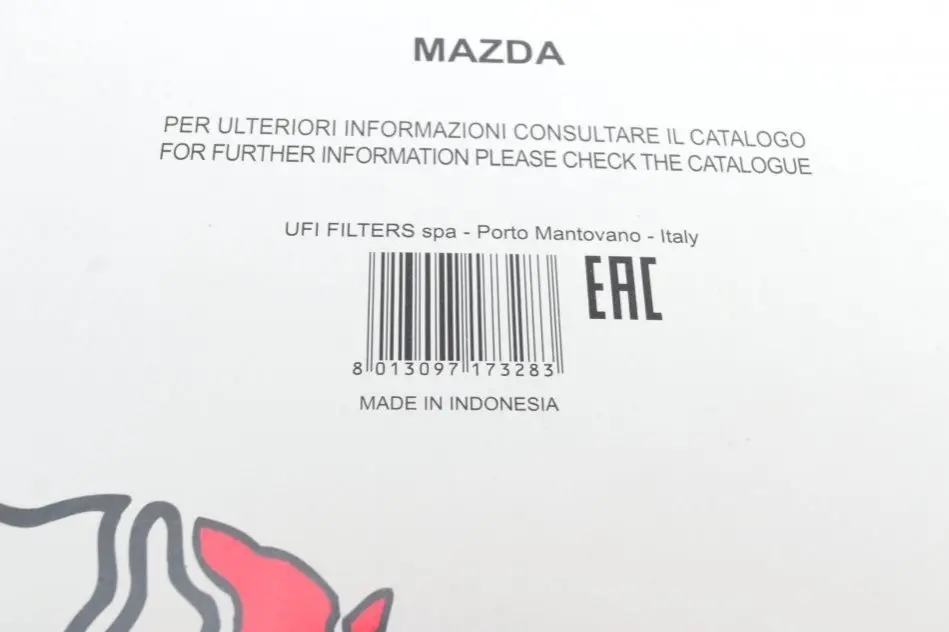 MAZDA
PER ULTERIORI INFORMAZIONI CONSULTARE IL CATALOGO
FOR FURTHER INFORMATION PLEASE CHECK THE CATALOGUE
UFI FILTERS spa - Porto Mantovano - Italy
EAC
8 013097 173283
MADE IN INDONESIA